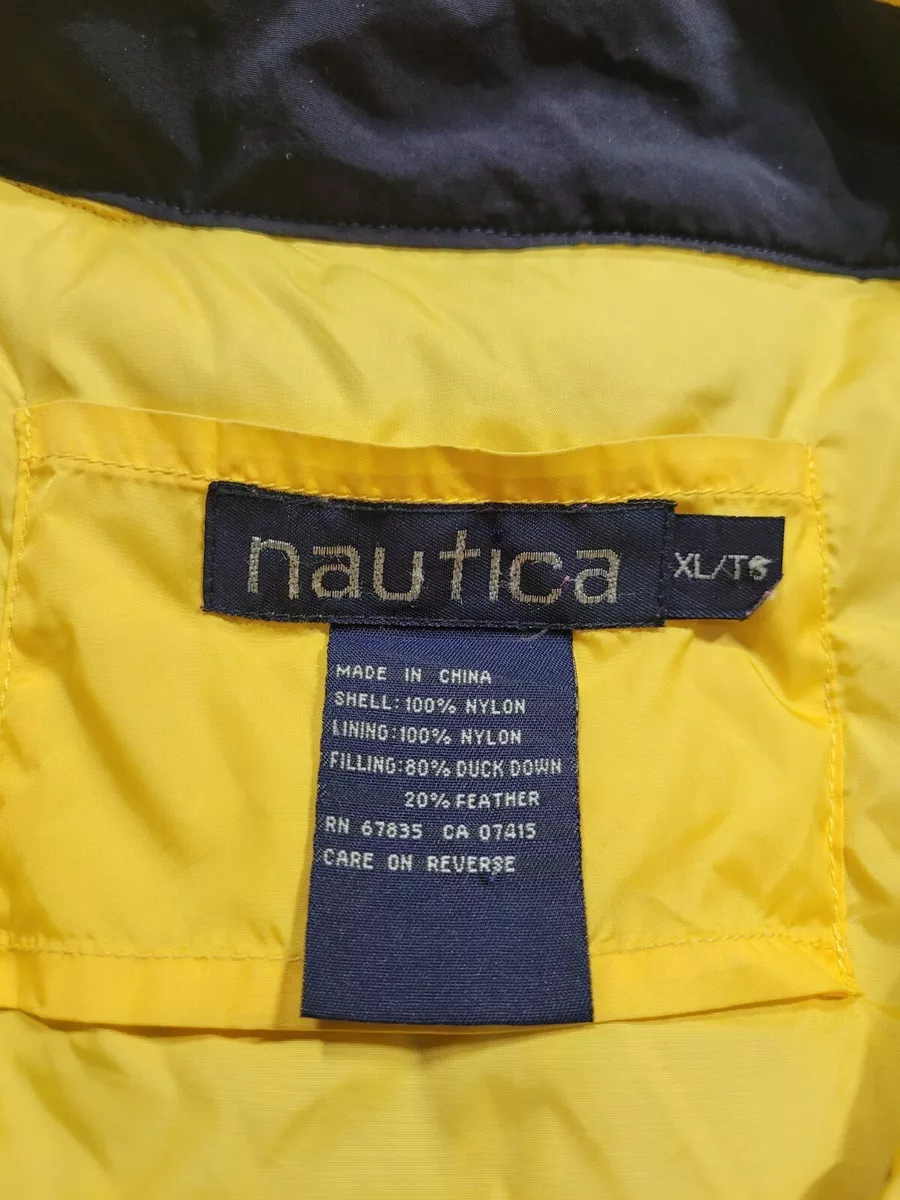 nautica
XL/TG
MADE IN CHINA
SHELL: 100% NYLON
LINING: 100% NYLON
FILLING: 80% DUCK DOWN
20% FEATHER
RN 67835 CA 07415
CARE ON REVERSE